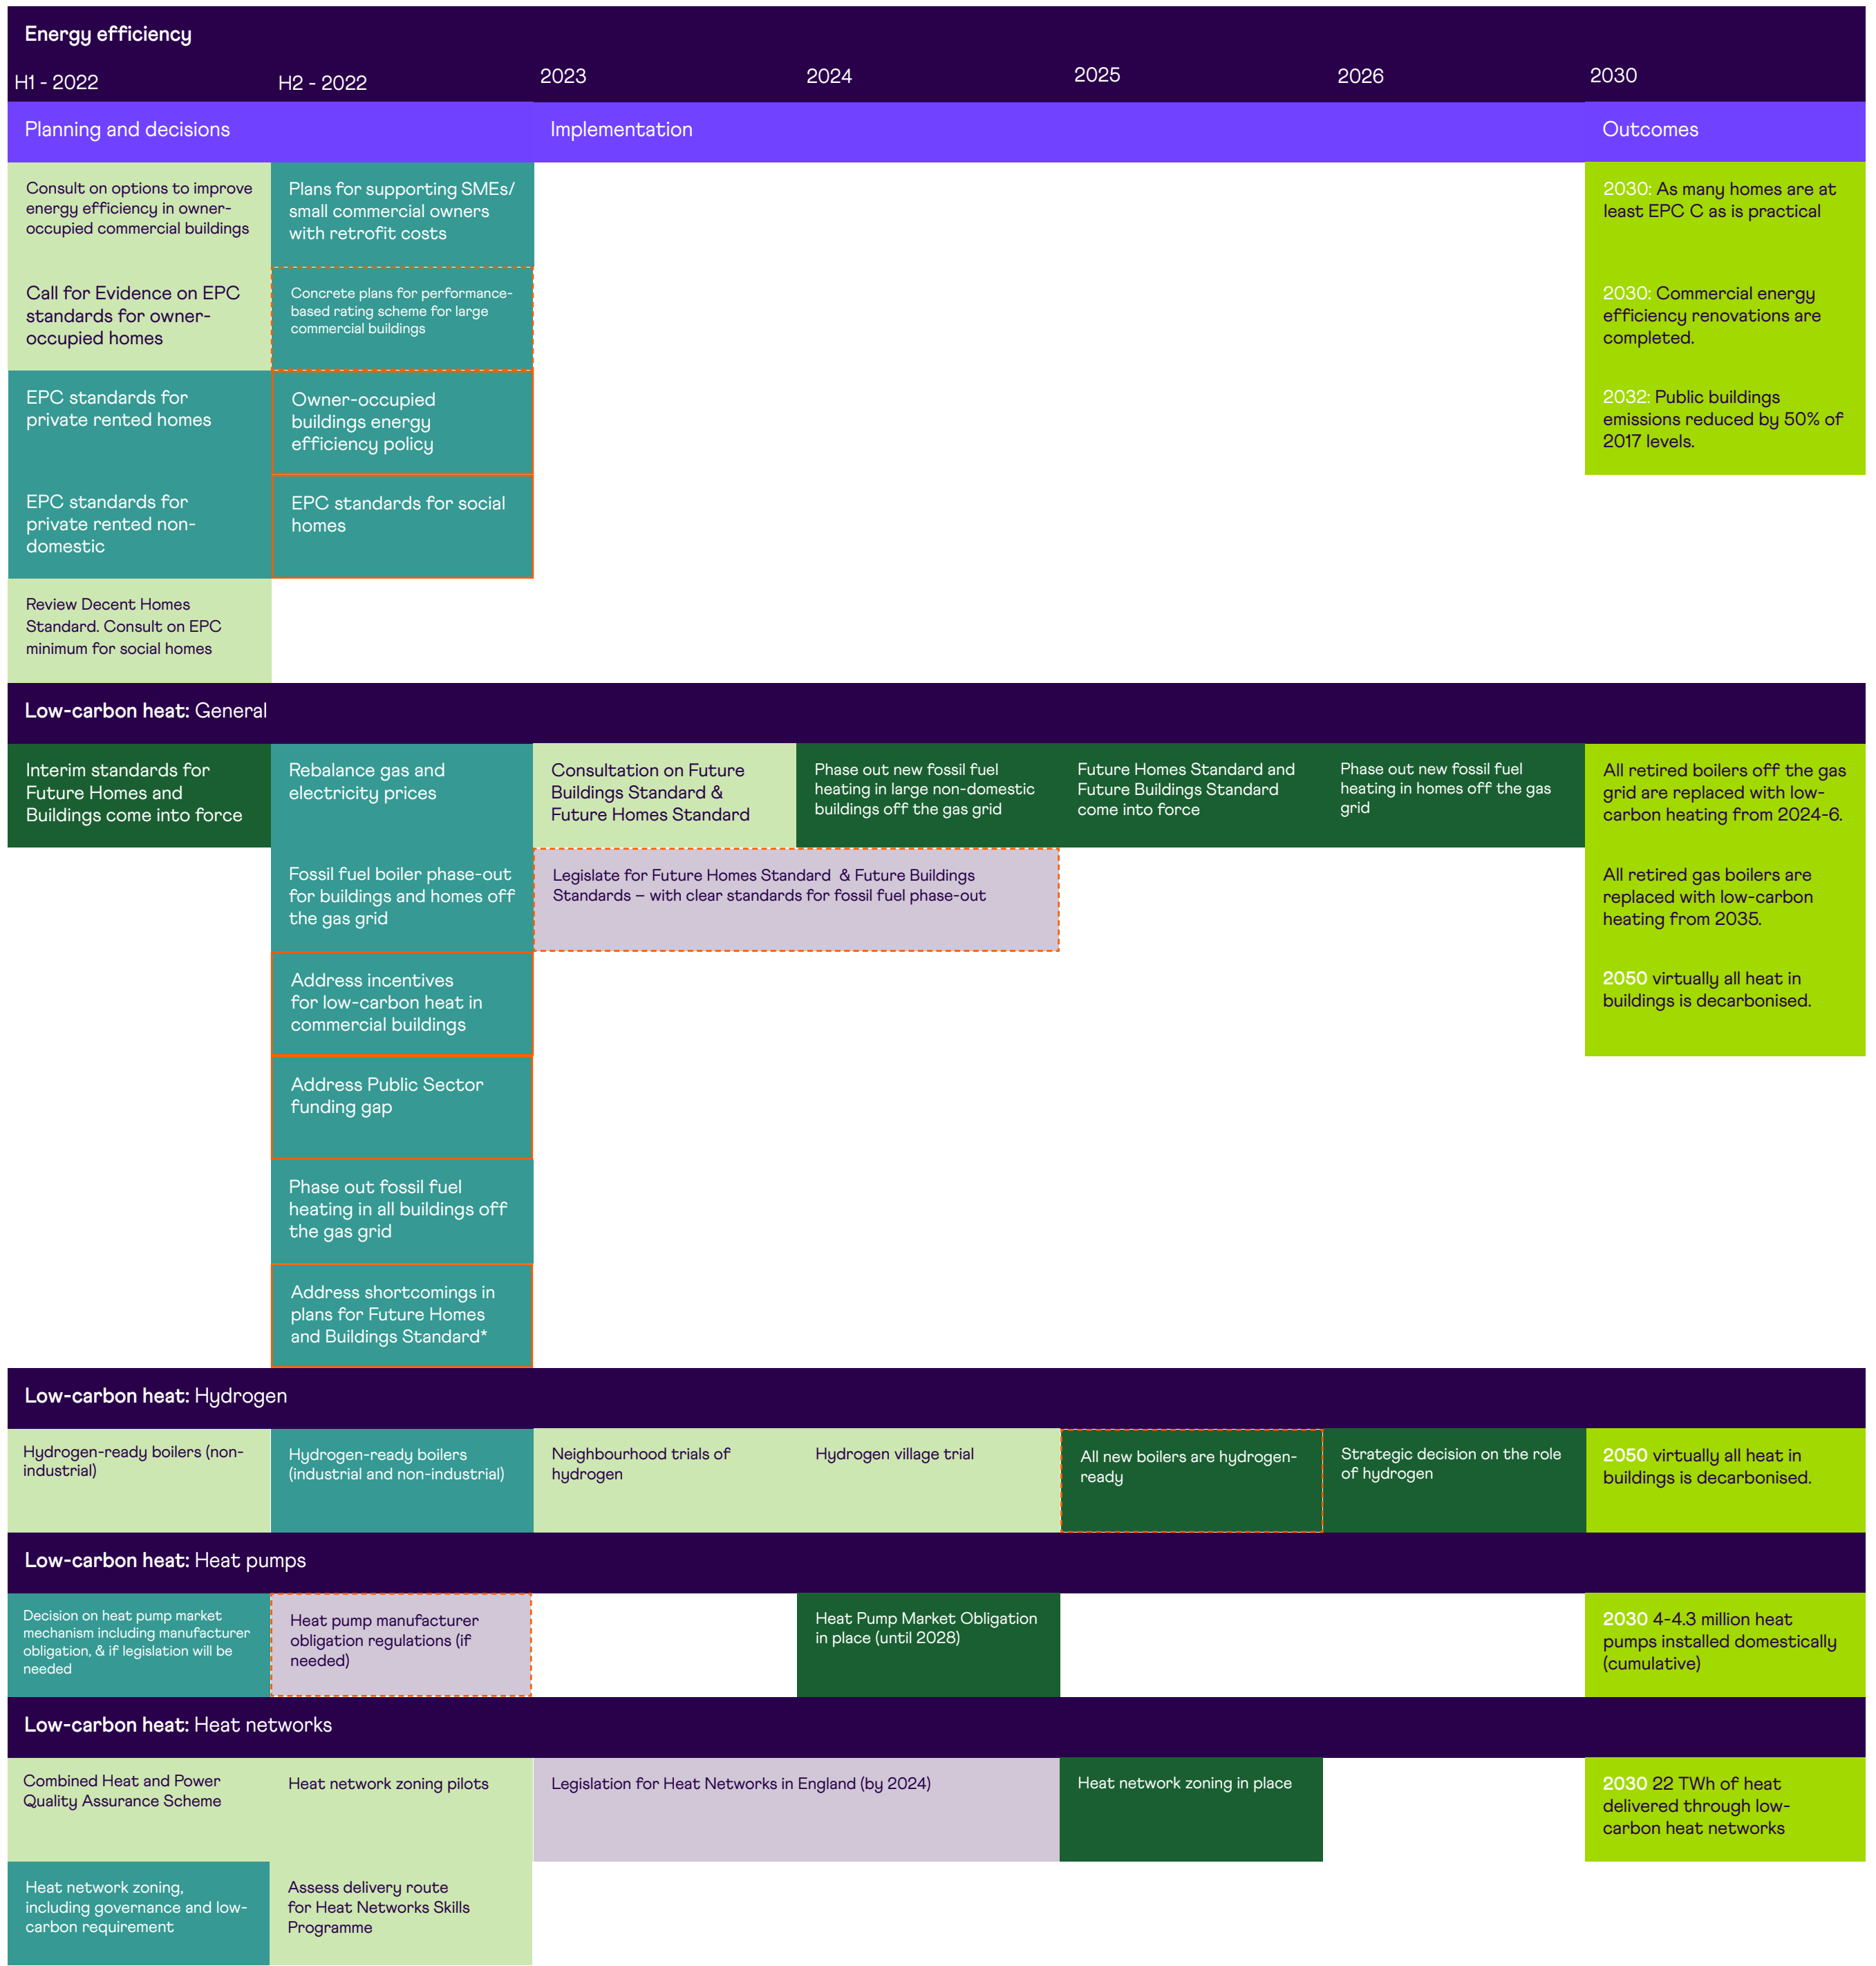 Energy efficiency
H1 - 2022
H2 - 2022
2023
2024
2025
2026
2030
Planning and decisions
Implementation
Outcomes
Consult on options to improve
energy efficiency in owner-
occupied commercial buildings
Plans for supporting SMEs/
small commercial owners
with retrofit costs
2030: As many homes are at
least EPC C as is practical
Call for Evidence on EPC
standards for owner-
occupied homes
Concrete plans for performance-
based rating scheme for large
commercial buildings
2030: Commercial energy
efficiency renovations are
completed.
EPC standards for
private rented homes
Owner-occupied
buildings energy
efficiency policy
2032: Public buildings
emissions reduced by 50% of
2017 levels.
EPC standards for
private rented non-
domestic
EPC standards for social
homes
Review Decent Homes
Standard. Consult on EPC
minimum for social homes
Low-carbon heat: General
Interim standards for
Future Homes and
Buildings come into force
Rebalance gas and
electricity prices
Consultation on Future
Buildings Standard &
Future Homes Standard
Phase out new fossil fuel
heating in large non-domestic
buildings off the gas grid
Future Homes Standard and
Future Buildings Standard
come into force
Phase out new fossil fuel
heating in homes off the gas
grid
All retired boilers off the gas
grid are replaced with low-
carbon heating from 2024-6.
Fossil fuel boiler phase-out
for buildings and homes off
the gas grid
Legislate for Future Homes Standard & Future Buildings
Standards – with clear standards for fossil fuel phase-out
All retired gas boilers are
replaced with low-carbon
heating from 2035.
Address incentives
for low-carbon heat in
commercial buildings
2050 virtually all heat in
buildings is decarbonised.
Address Public Sector
funding gap
Phase out fossil fuel
heating in all buildings off
the gas grid
Address shortcomings in
plans for Future Homes
and Buildings Standard*
Low-carbon heat: Hydrogen
Hydrogen-ready boilers (non-
industrial)
Hydrogen-ready boilers
(industrial and non-industrial)
Neighbourhood trials of
hydrogen
Hydrogen village trial
All new boilers are hydrogen-
ready
Strategic decision on the role
of hydrogen
2050 virtually all heat in
buildings is decarbonised.
Low-carbon heat: Heat pumps
Decision on heat pump market
mechanism including manufacturer
obligation, & if legislation will be
needed
Heat pump manufacturer
obligation regulations (if
needed)
Heat Pump Market Obligation
in place (until 2028)
2030 4-4.3 million heat
pumps installed domestically
(cumulative)
Low-carbon heat: Heat networks
Combined Heat and Power
Quality Assurance Scheme
Heat network zoning pilots
Legislation for Heat Networks in England (by 2024)
Heat network zoning in place
2030 22 TWh of heat
delivered through low-
carbon heat networks
Heat network zoning,
including governance and low-
carbon requirement
Assess delivery route
for Heat Networks Skills
Programme